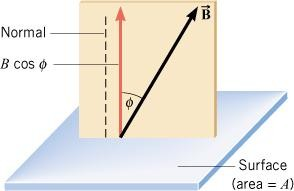 Normal
B⃗
B cos ϕ
ϕ
Surface
(area = A)